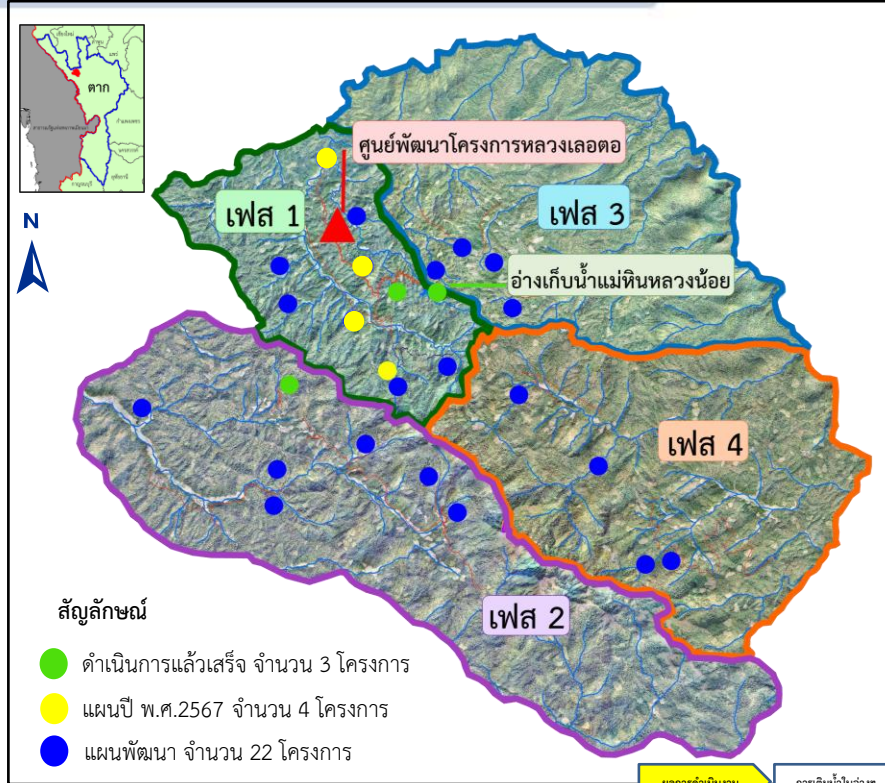 ตาก
ศูนย์พัฒนาโครงการหลวงเลอตอ
เฟส 1
เฟส 3
N
อ่างเก็บน้ำแม่หินหลวงน้อย
เฟส 4
เฟส 2
สัญลักษณ์
ดำเนินการแล้วเสร็จ จำนวน 3 โครงการ
แผนปี พ.ศ.2567 จำนวน 4 โครงการ
แผนพัฒนา จำนวน 22 โครงการ